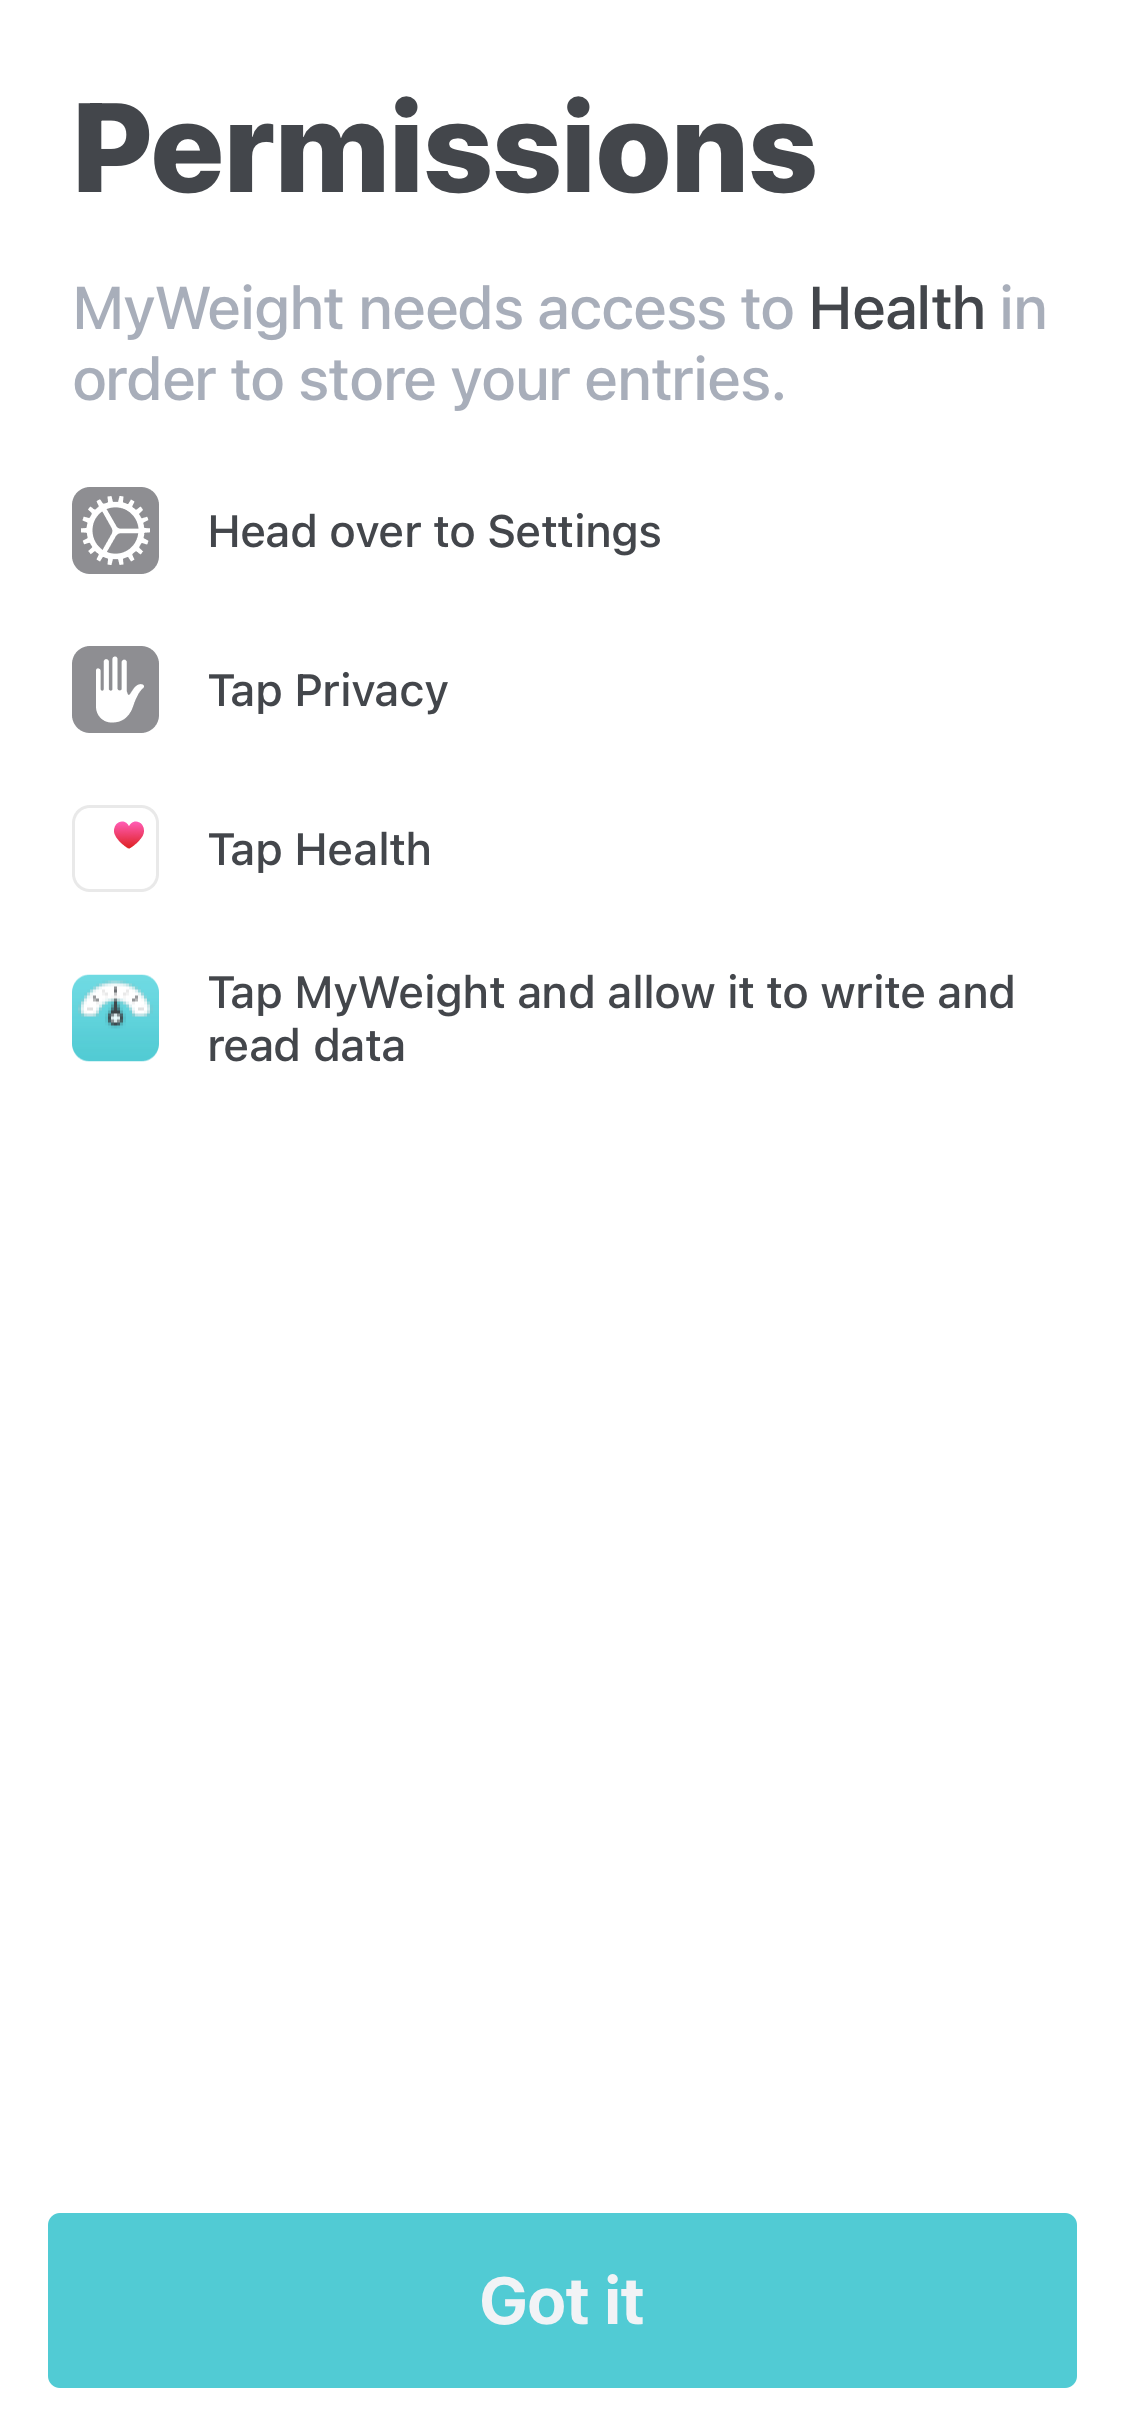 Permissions
MyWeight needs access to Health in
order to store your entries.
Head over to Settings
Tap Privacy
Tap Health
Tap MyWeight and allow it to write and
read data
Got it